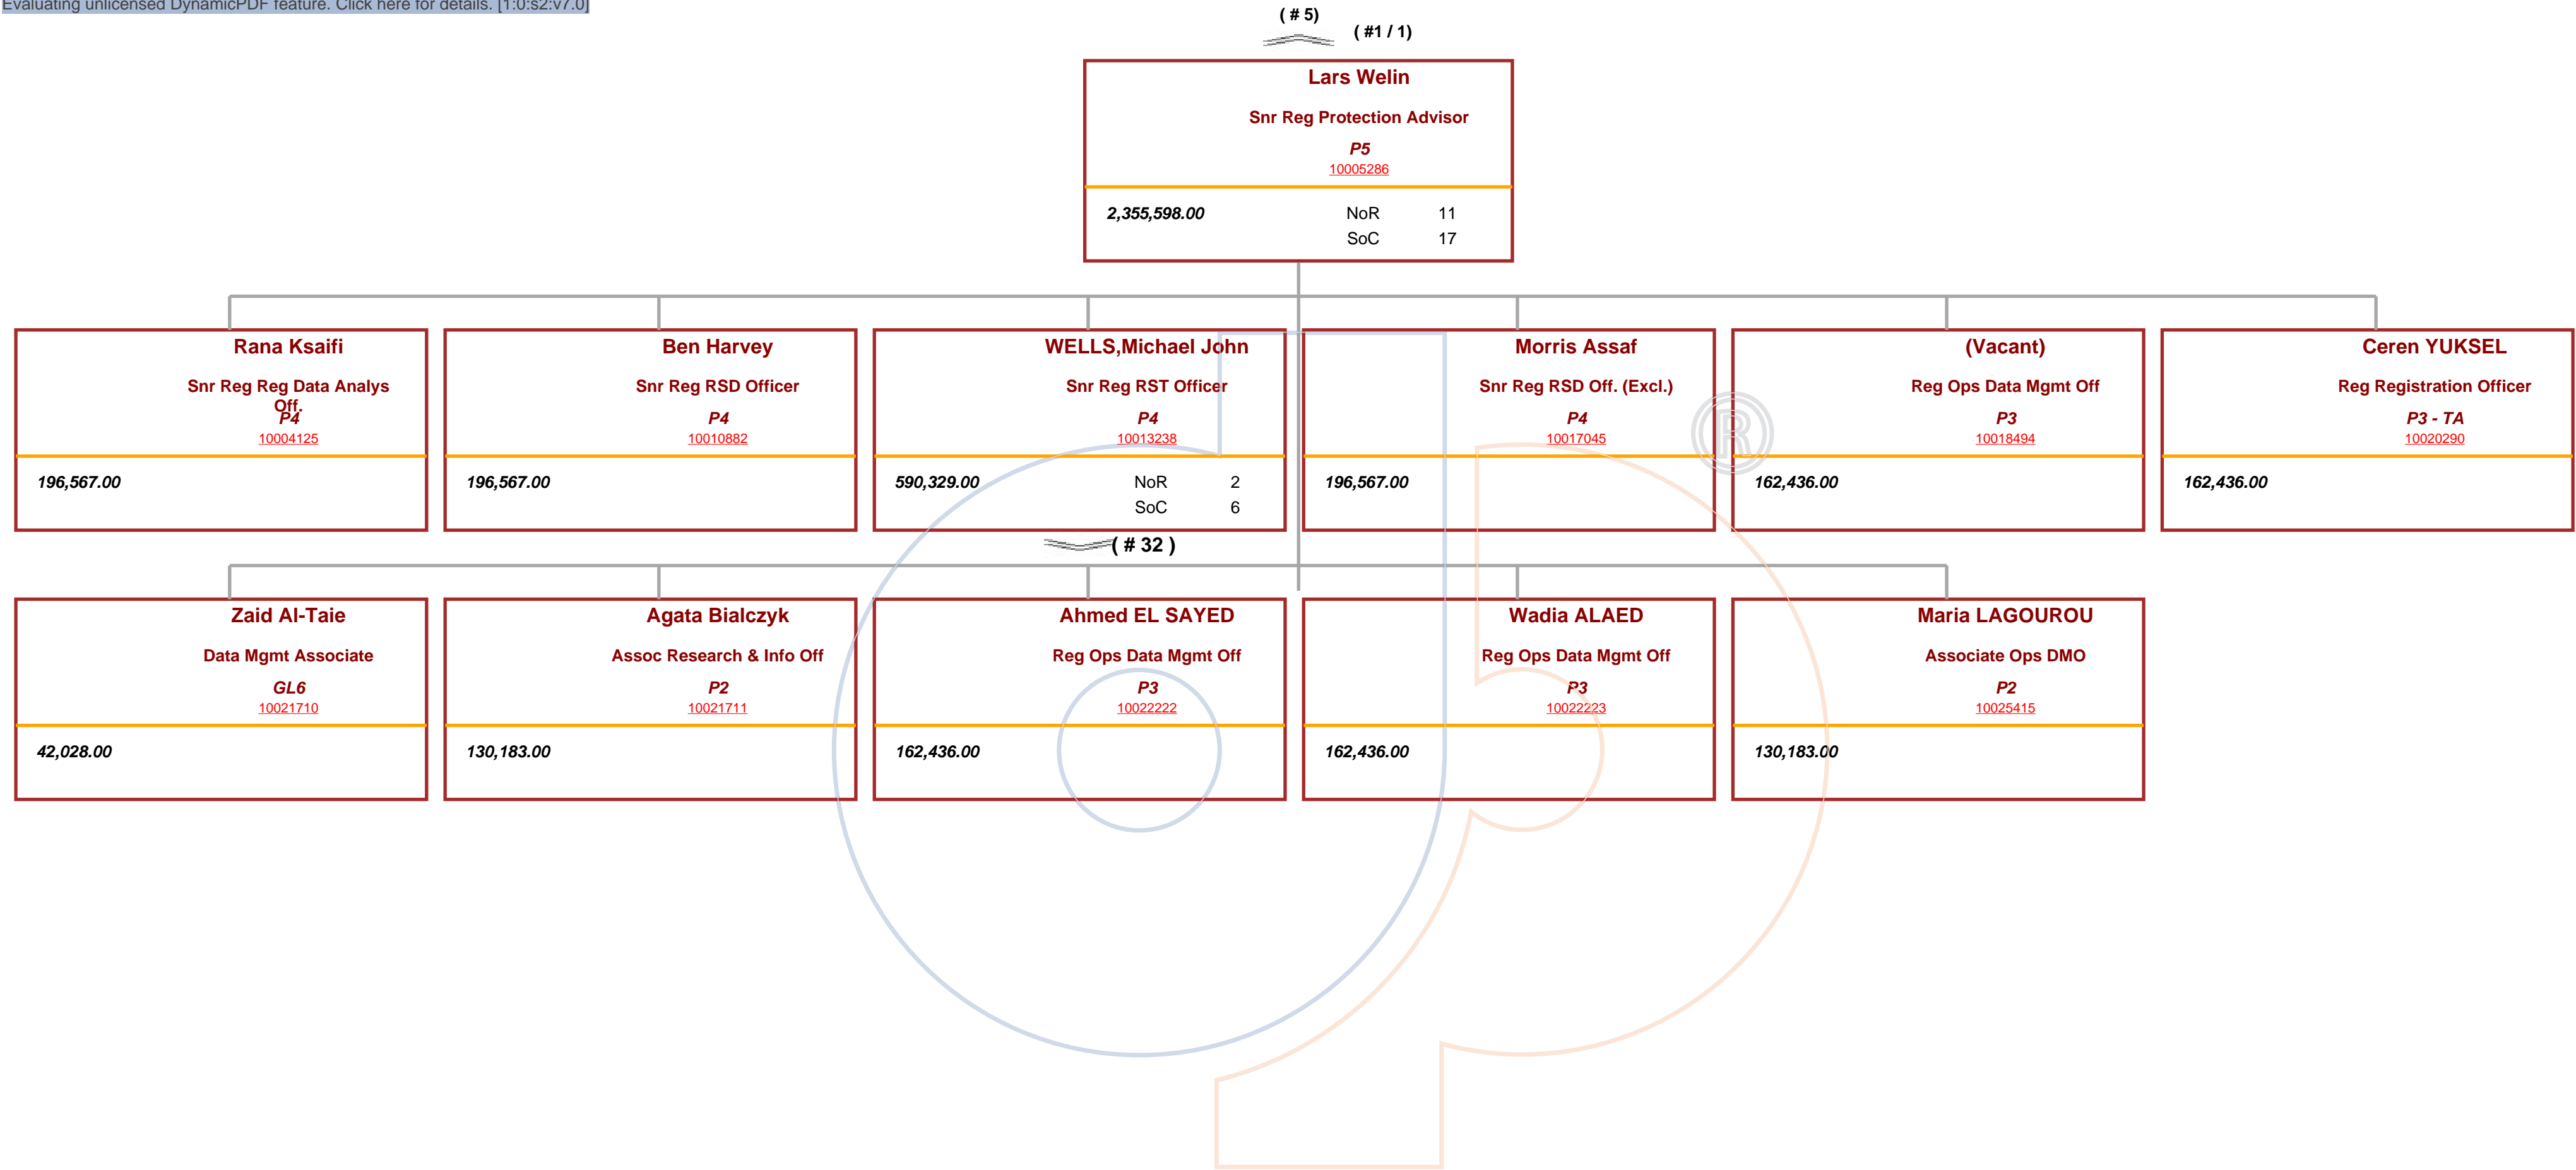 Evaluating unlicensed DynamicPDF feature. Click here for details. [1:0:s2:v7.0]
( # 5)
( #1 / 1)
Lars Welin
Snr Reg Protection Advisor
P5
10005286
2,355,598.00 NoR 11
SoC 17
Rana Ksaifi
Snr Reg Reg Data Analys
Off.
P4
10004125
196,567.00
Ben Harvey
Snr Reg RSD Officer
P4
10010882
196,567.00
WELLS,Michael John
Snr Reg RST Officer
P4
10013238
590,329.00 NoR 2
SoC 6
( # 32 )
Morris Assaf
Snr Reg RSD Off. (Excl.)
P4
10017045
196,567.00
(Vacant)
Reg Ops Data Mgmt Off
P3
10018494
162,436.00
Ceren YUKSEL
Reg Registration Officer
P3 - TA
10020290
162,436.00
Zaid Al-Taie
Data Mgmt Associate
GL6
10021710
42,028.00
Agata Bialczyk
Assoc Research & Info Off
P2
10021711
130,183.00
Ahmed EL SAYED
Reg Ops Data Mgmt Off
P3
10022222
162,436.00
Wadia ALAED
Reg Ops Data Mgmt Off
P3
10022223
162,436.00
Maria LAGOUROU
Associate Ops DMO
P2
10025415
130,183.00
®